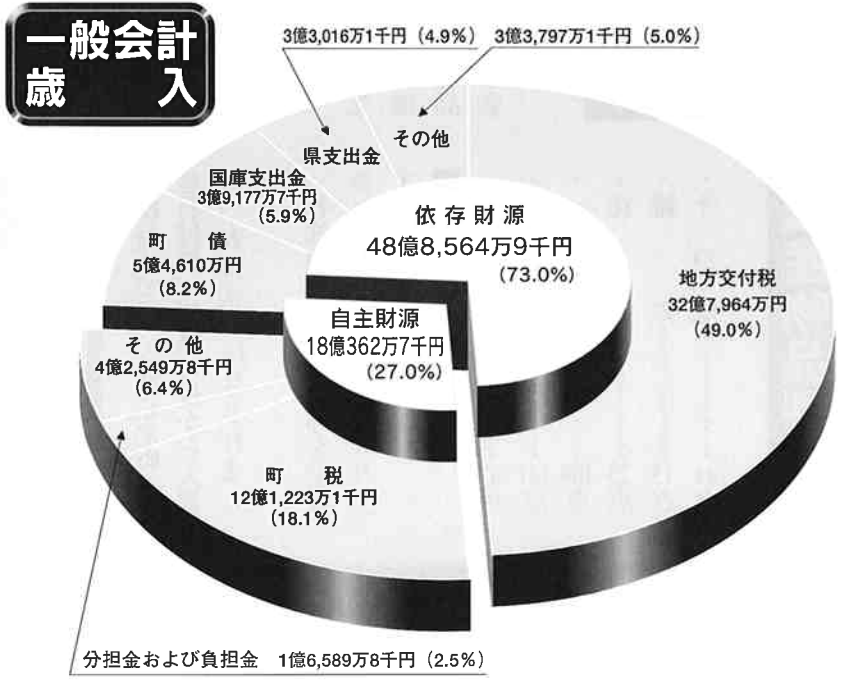 一般会計
歳入
3億3,016万1千円（4.9%）
3億3,797万1千円（5.0%）
その他
県支出金
国庫支出金
3億9,177万7千円
（5.9%）
町債
5億4,610万円
（8.2%）
依存財源
48億8,564万9千円
（73.0%）
地方交付税
32億7,964万円
（49.0%）
自主財源
18億362万7千円
（27.0%）
その他
4億2,549万8千円
（6.4%）
町税
12億1,223万1千円
（18.1%）
分担金および負担金 1億6,589万8千円（2.5%）